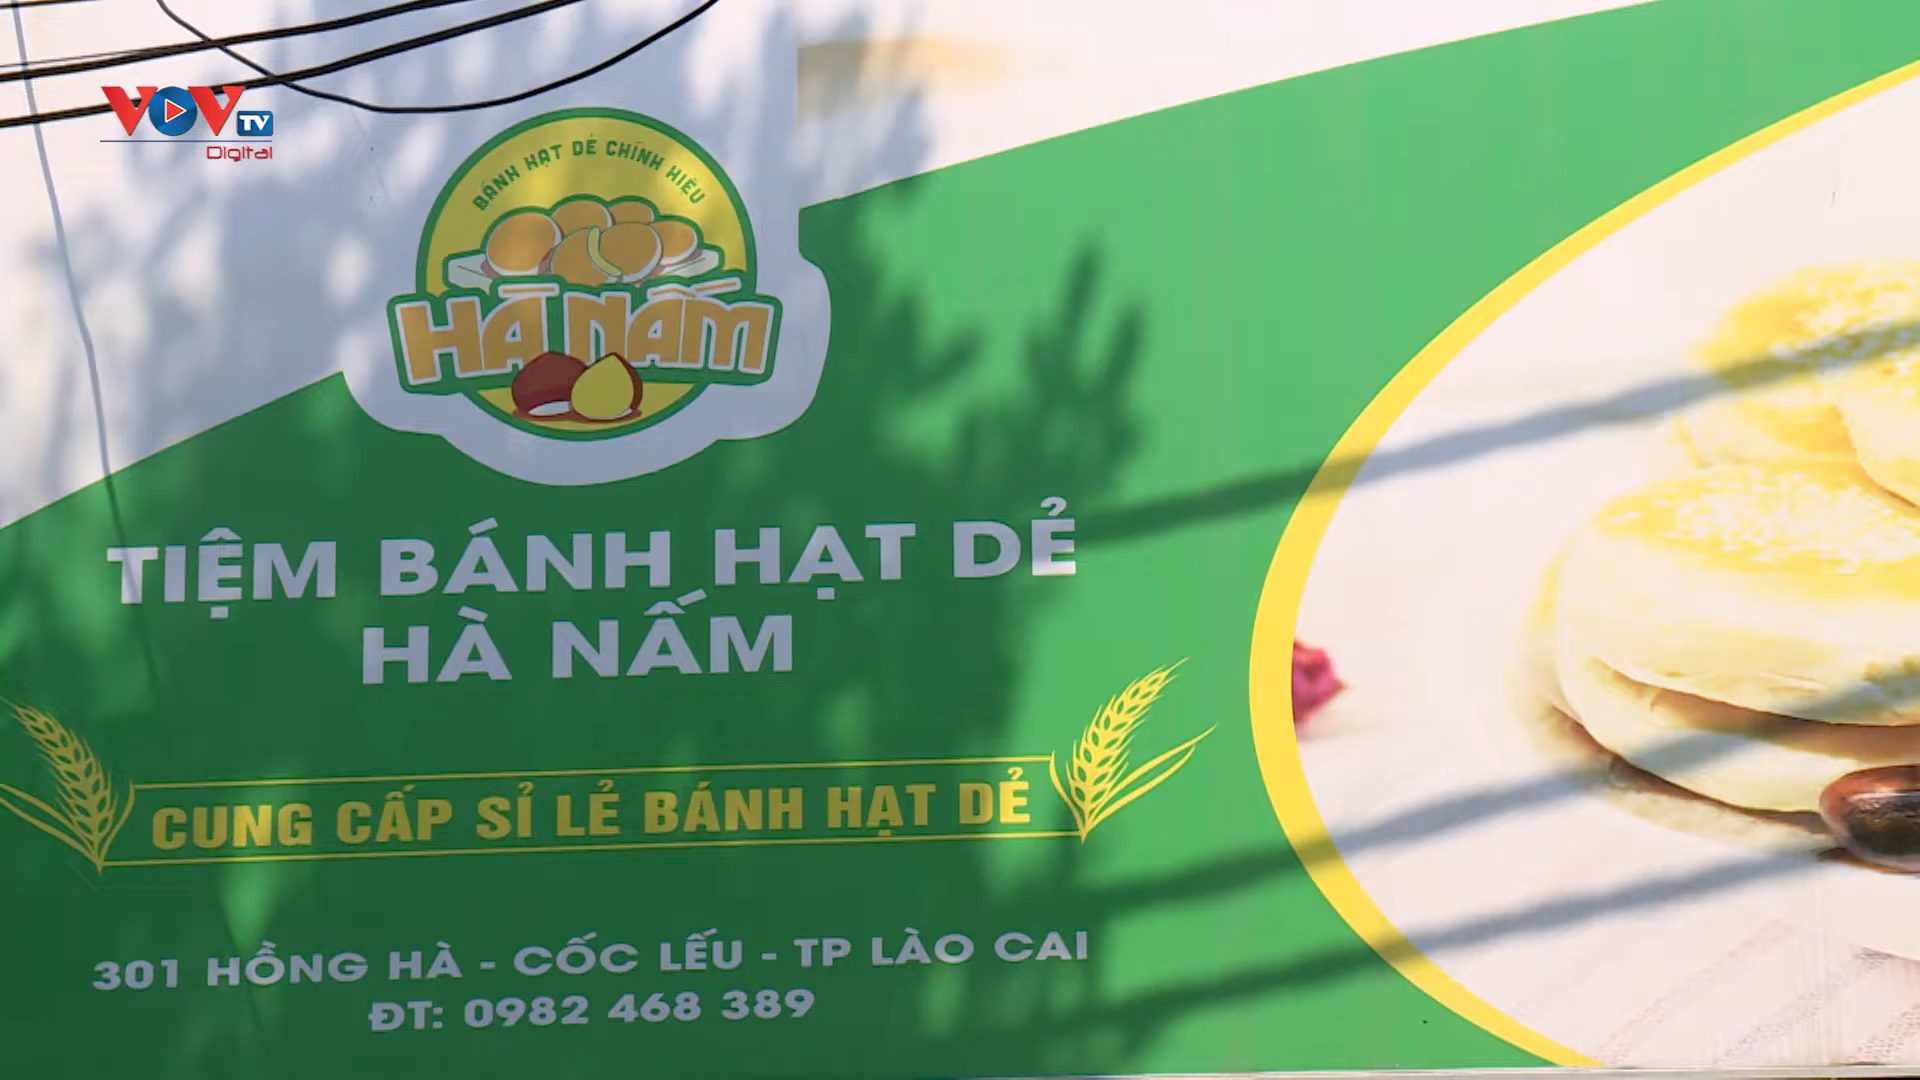 VOV TV
Digital
BÁNH HẠT DẺ CHÍNH HIỆU
HÀ NẤM
TIỆM BÁNH HẠT DẺ
HÀ NẤM
CUNG CẤP SỈ LẺ BÁNH HẠT DẺ
301 HỒNG HÀ - CỐC LẾU - TP LÀO CAI
ĐT: 0982 468 389